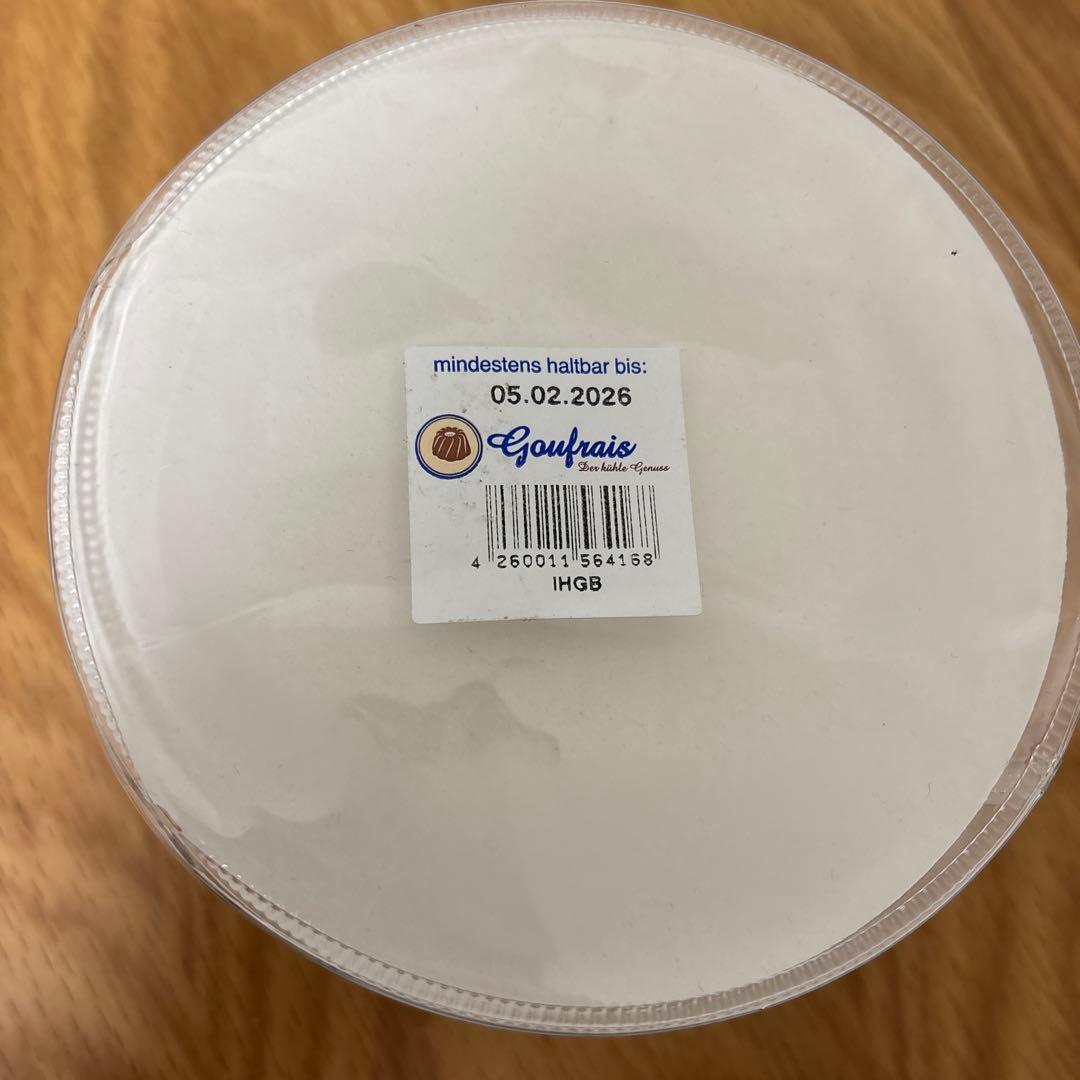 mindestens haltbar bis:
05.02.2026
Goufrais
Der kühle Genuss
4 260011 564168
IHGB